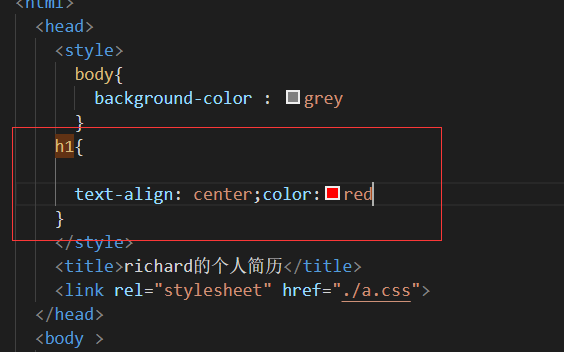 <html>
<head>
<style>
body{
background-color : grey
}
h1{
text-align: center;color:red
}
</style>
<title>richard的个人简历</title>
<link rel="stylesheet" href="./a.css">
</head>
<body >